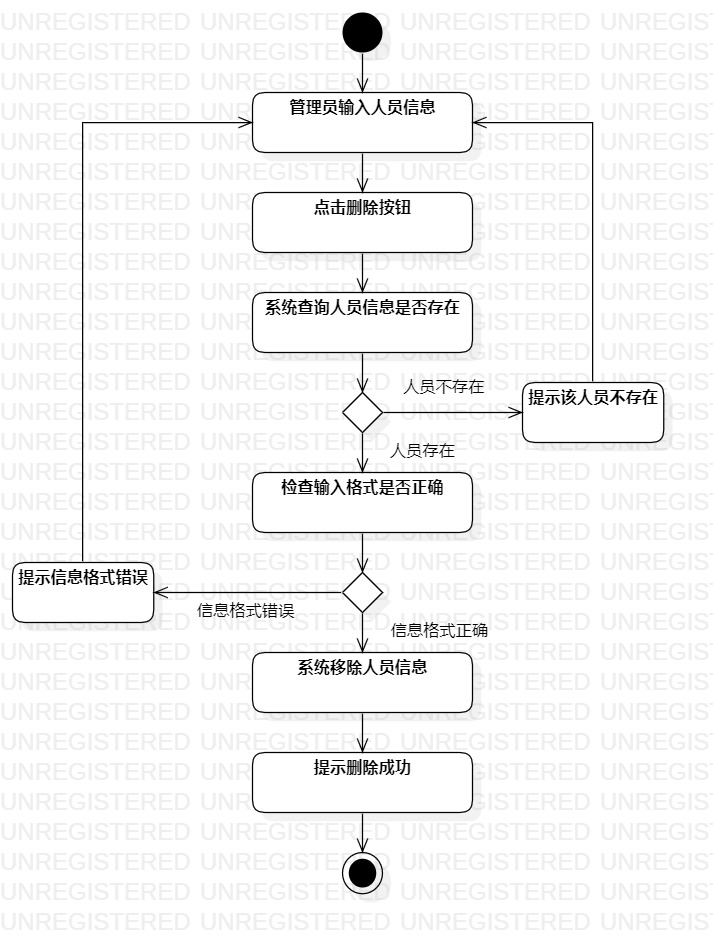 管理员输入人员信息
点击删除按钮
系统查询人员信息是否存在
人员不存在
提示该人员不存在
人员存在
检查输入格式是否正确
提示信息格式错误
信息格式错误
信息格式正确
系统移除人员信息
提示删除成功
UNREGISTERED